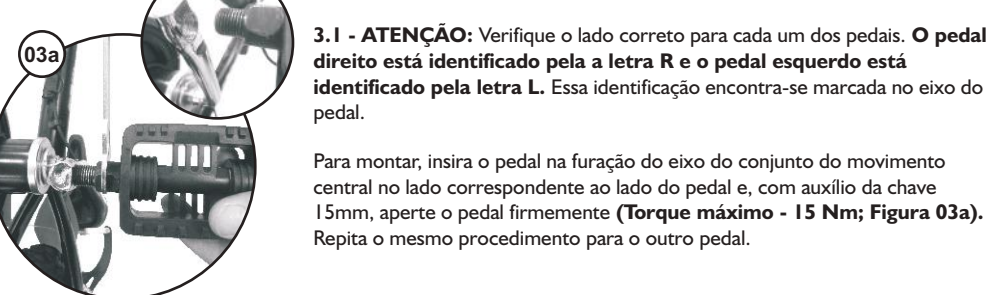 03a
3.1 - ATENÇÃO: Verifique o lado correto para cada um dos pedais. O pedal
direito está identificado pela a letra R e o pedal esquerdo está
identificado pela letra L. Essa identificação encontra-se marcada no eixo do
pedal.
Para montar, insira o pedal na furação do eixo do conjunto do movimento
central no lado correspondente ao lado do pedal e, com auxílio da chave
15mm, aperte o pedal firmemente (Torque máximo - 15 Nm; Figura 03a).
Repita o mesmo procedimento para o outro pedal.